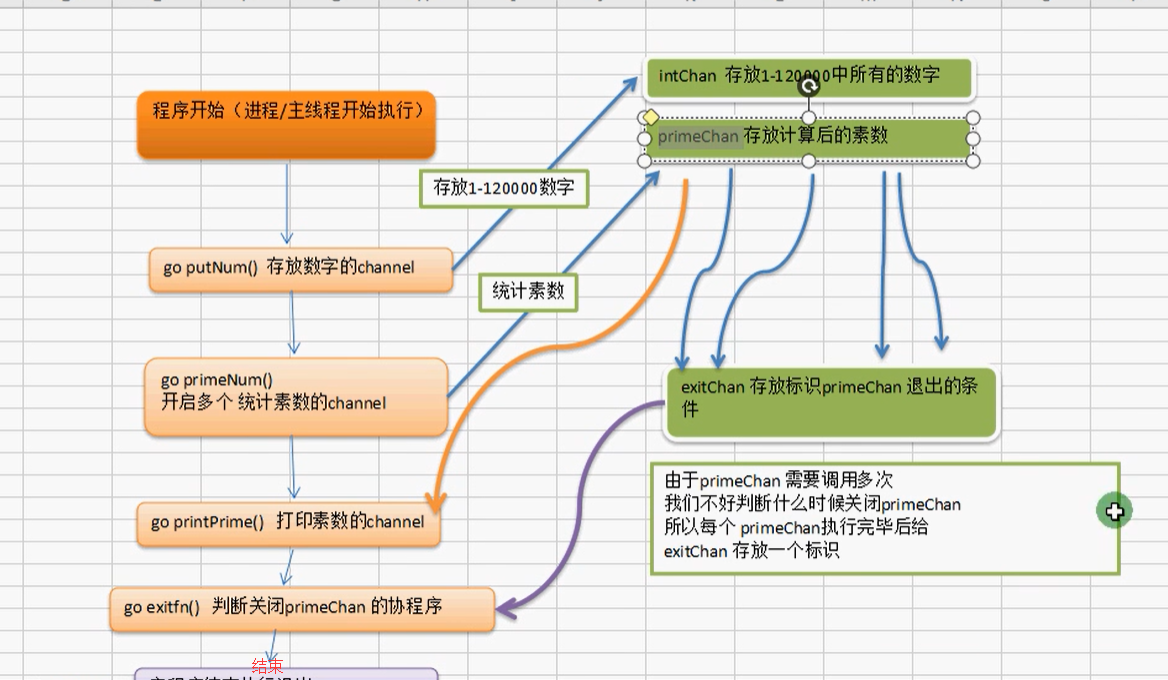 程序开始（进程/主线程开始执行）
intChan 存放1-120000中所有的数字
primeChan 存放计算后的素数
存放1-120000数字
go putNum() 存放数字的channel
统计素数
go primeNum()
开启多个 统计素数的channel
exitChan 存放标识primeChan 退出的条
件
由于primeChan 需要调用多次
我们不好判断什么时候关闭primeChan
所以每个 primeChan执行完毕后给
exitChan 存放一个标识
go printPrime() 打印素数的channel
go exitfn() 判断关闭primeChan 的协程序
结束